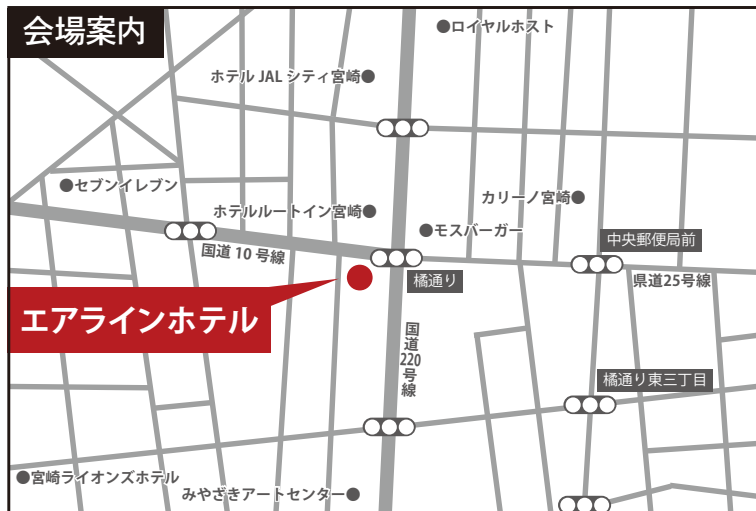 会場案内
●ロイヤルホスト
ホテル JAL シティ宮崎●
●セブンイレブン
カリーノ宮崎●
ホテルルートイン宮崎●
●モスバーガー
中央郵便局前
国道 10 号線
橘通り
県道25号線
エアラインホテル
国道220号線
橘通り東三丁目
●宮崎ライオンズホテル
みやざきアートセンター●